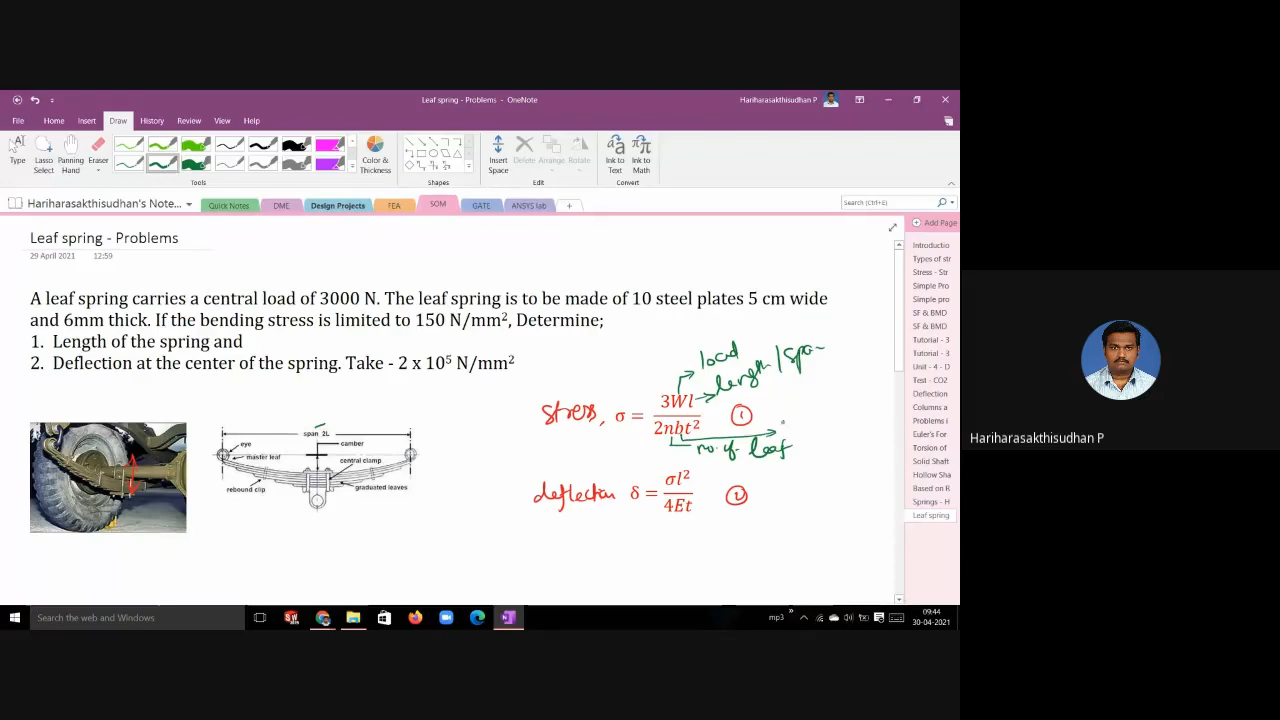 Leaf spring - Problems - OneNote
Hariharasakthisudhan P
File Home Insert Draw History Review View Help
Type
Lasso Select
Panning Hand
Eraser
Color & Thickness
Insert Space
Delete
Arrange
Rotate
Ink to Text
Ink to Math
Tools
Shapes
Edit
Convert
Hariharasakthisudhan's Note...
Quick Notes
DME
Design Projects
FEA
SOM
GATE
ANSYS lab
+
Search (Ctrl+E)
Add Page
Leaf spring - Problems
29 April 2021 12:59
A leaf spring carries a central load of 3000 N. The leaf spring is to be made of 10 steel plates 5 cm wide
and 6mm thick. If the bending stress is limited to 150 N/mm², Determine;
1. Length of the spring and
2. Deflection at the center of the spring. Take - 2 x 10⁵ N/mm²
load
length / span
stress, σ = 3Wl / 2nbt² ①
no. of leaf
deflection δ = σl² / 4Et ②
span 2L
eye
camber
master leaf
central clamp
rebound clip
graduated leaves
Introductio
Types of str
Stress - Str
Simple Pro
Simple pro
SF & BMD
SF & BMD
Tutorial - 3
Tutorial - 3
Unit - 4 - D
Test - CO2
Deflection
Columns a
Problems i
Euler's For
Torsion of
Solid Shaft
Hollow Sha
Based on R
Springs - H
Leaf spring
Search the web and Windows
mp3
09:44
30-04-2021
Hariharasakthisudhan P